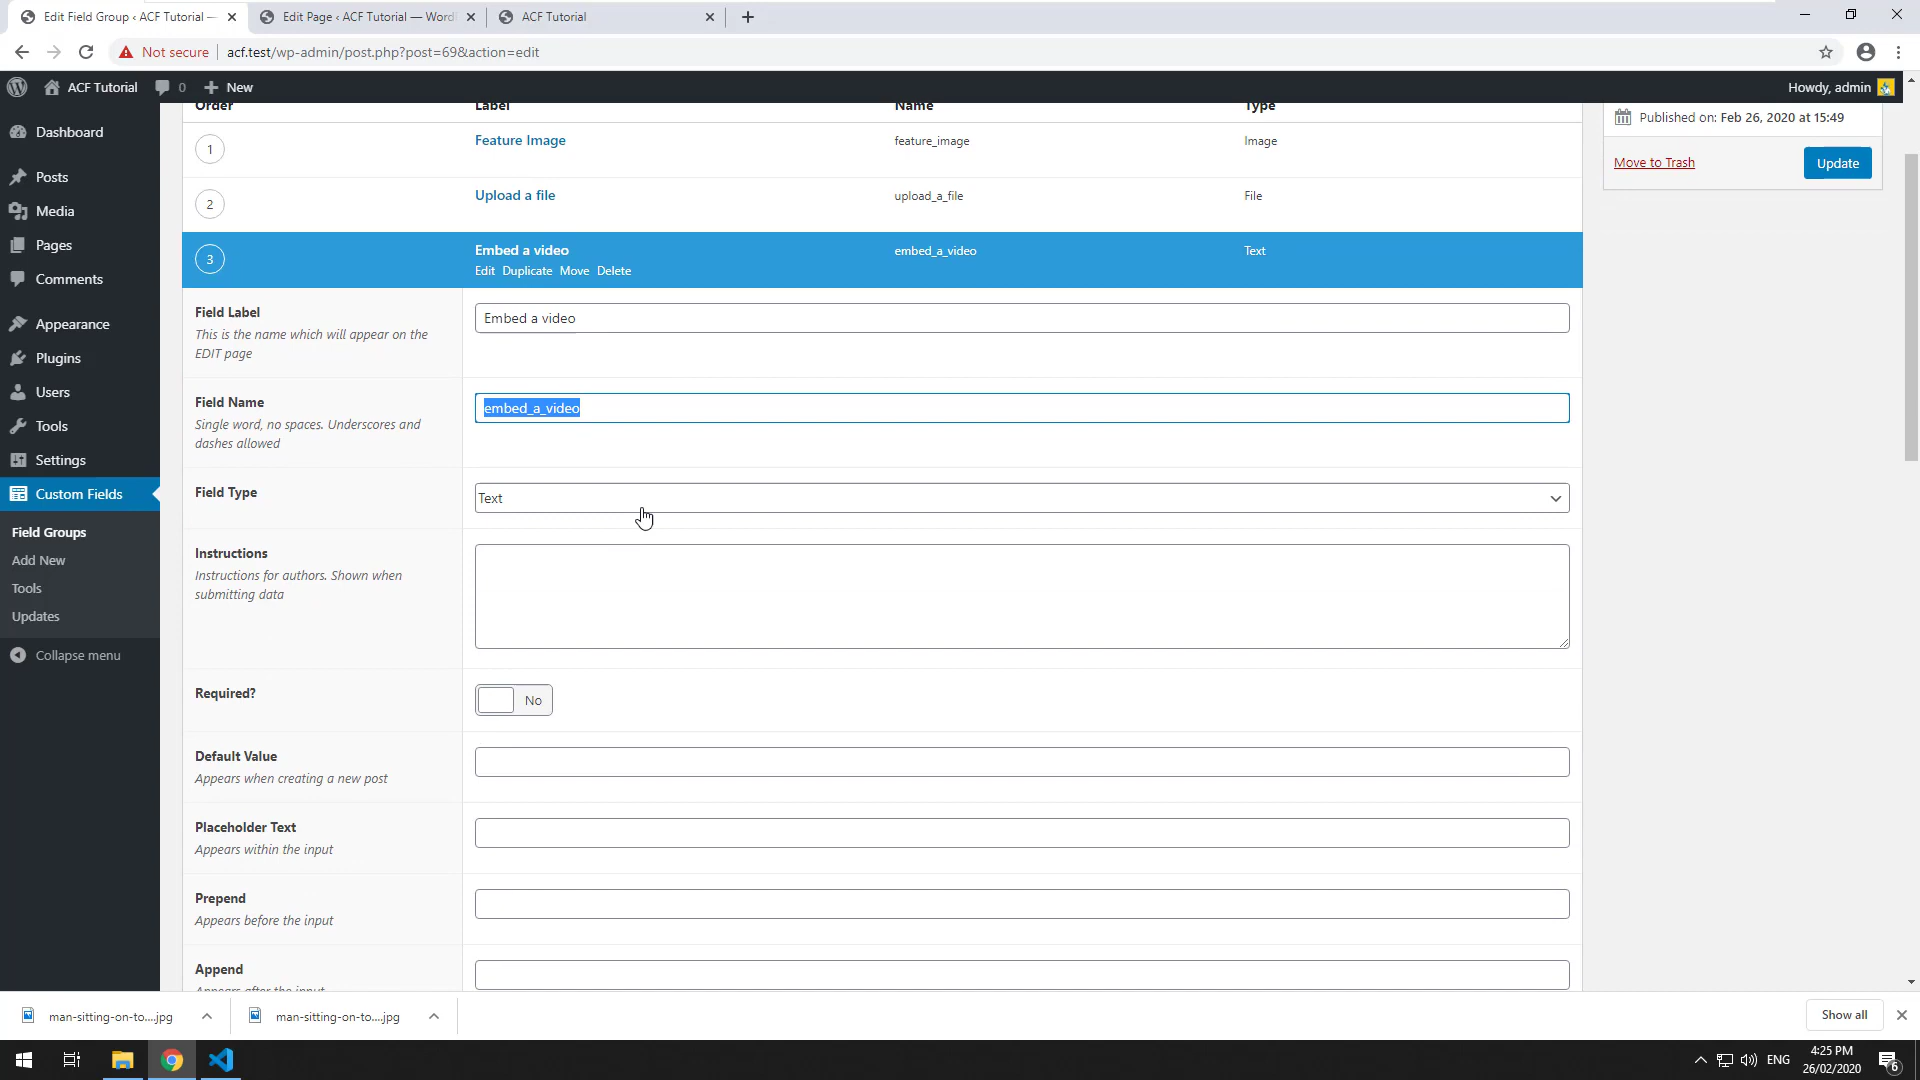 Edit Field Group ‹ ACF Tutorial —
Edit Page ‹ ACF Tutorial — Word
ACF Tutorial
Not secure
acf.test/wp-admin/post.php?post=69&action=edit
ACF Tutorial
0
New
Howdy, admin
Dashboard
Posts
Media
Pages
Comments
Appearance
Plugins
Users
Tools
Settings
Custom Fields
Field Groups
Add New
Tools
Updates
Collapse menu
Order Label Name Type
1 Feature Image feature_image Image
2 Upload a file upload_a_file File
3 Embed a video embed_a_video Text
Edit Duplicate Move Delete
Field Label
This is the name which will appear on the
EDIT page
Embed a video
Field Name
Single word, no spaces. Underscores and
dashes allowed
embed_a_video
Field Type
Text
Instructions
Instructions for authors. Shown when
submitting data
Required?
No
Default Value
Appears when creating a new post
Placeholder Text
Appears within the input
Prepend
Appears before the input
Append
Appears after the input
Published on: Feb 26, 2020 at 15:49
Move to Trash
Update
man-sitting-on-to....jpg
man-sitting-on-to....jpg
Show all
ENG
4:25 PM
26/02/2020
6